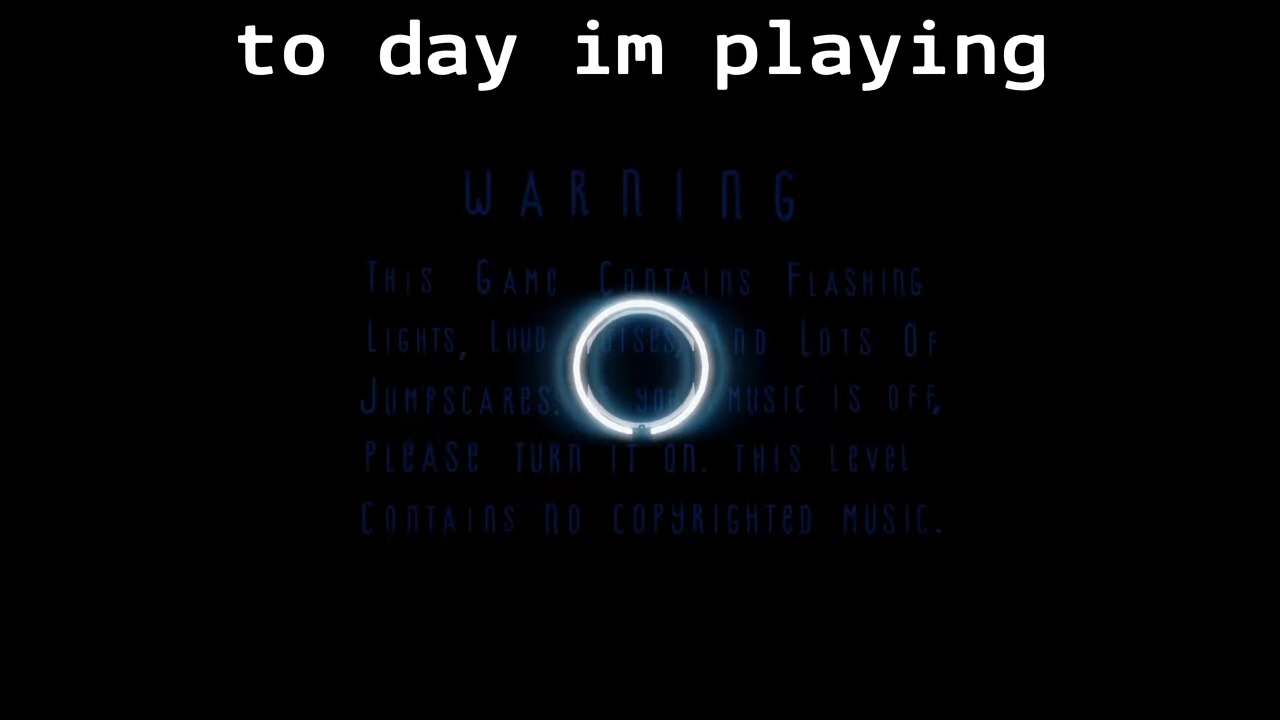 to day im playing
WARNING
This Game Contains Flashing
Lights, Loud Noises, And Lots Of
Jumpscares. If your music is off,
please turn it on. This level
contains no copyrighted music.